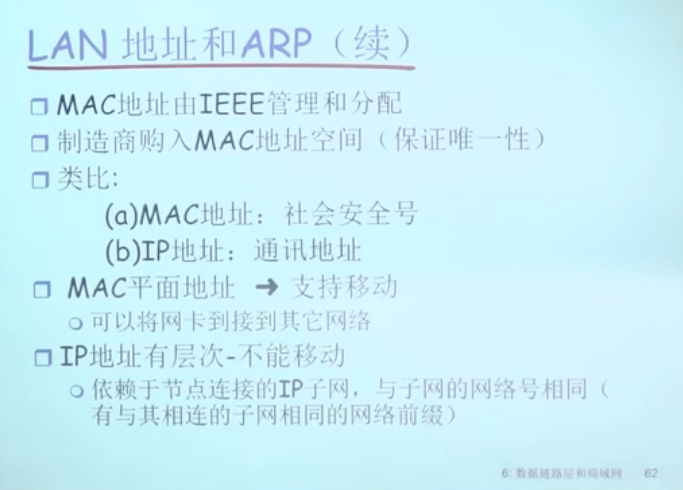 LAN 地址和ARP（续）
MAC地址由IEEE管理和分配
制造商购入MAC地址空间（保证唯一性）
类比:
(a)MAC地址：社会安全号
(b)IP地址：通讯地址
MAC平面地址 ➜ 支持移动
可以将网卡到接到其它网络
IP地址有层次-不能移动
依赖于节点连接的IP子网，与子网的网络号相同（
有与其相连的子网相同的网络前缀）
6: 数据链路层和局域网 62